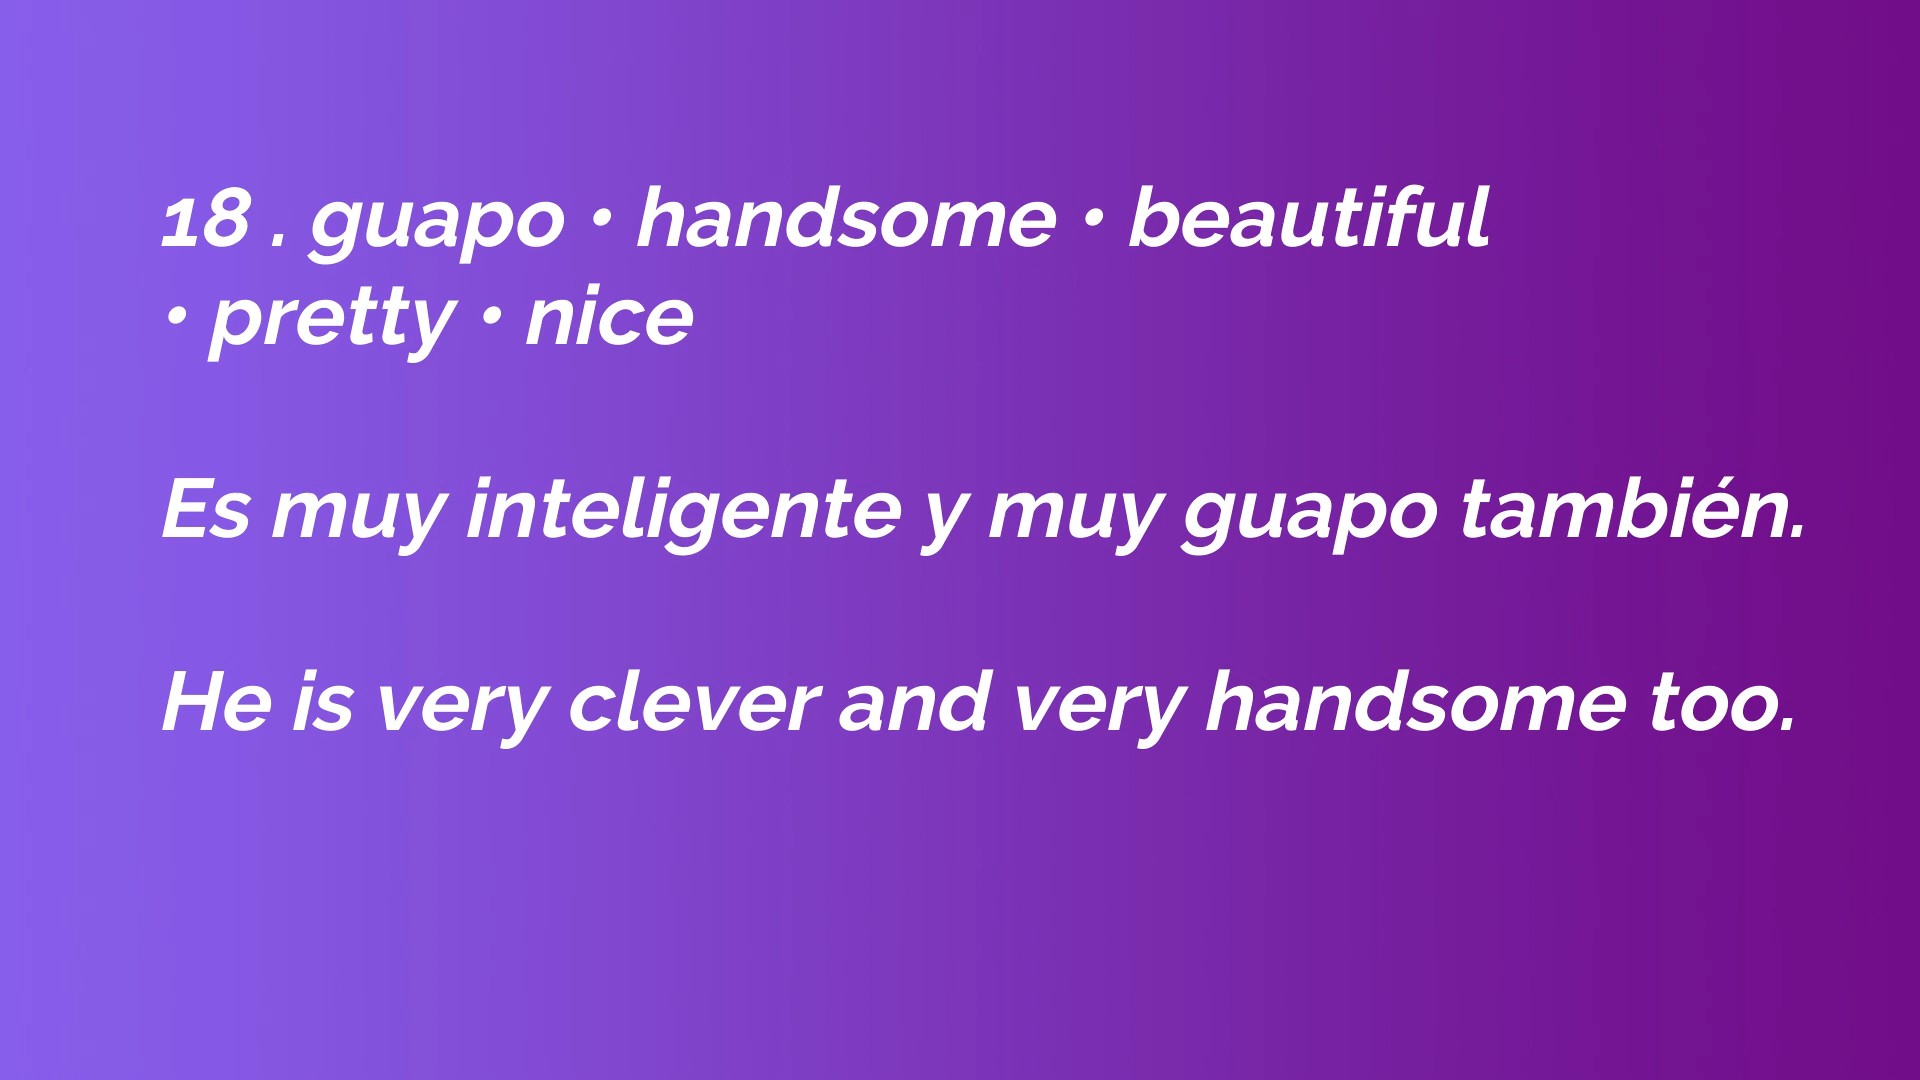 18 . guapo • handsome • beautiful
• pretty • nice
Es muy inteligente y muy guapo también.
He is very clever and very handsome too.